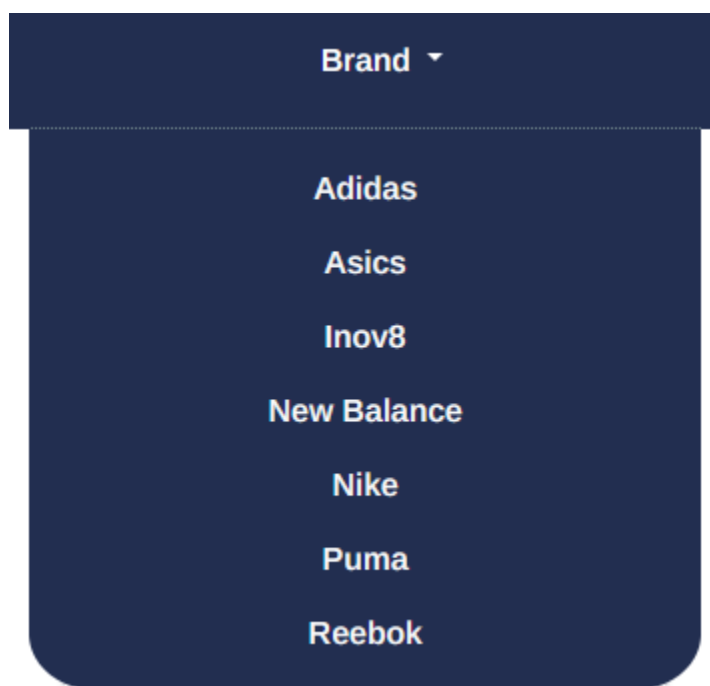 Brand
Adidas
Asics
Inov8
New Balance
Nike
Puma
Reebok